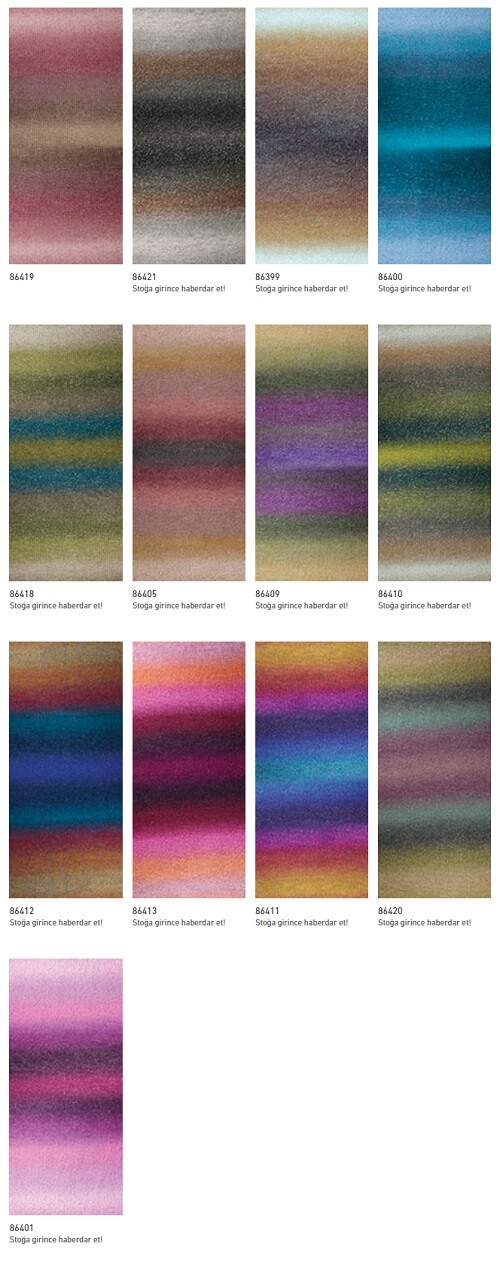 86419
86421
Stoğa girince haberdar et!
86399
Stoğa girince haberdar et!
86400
Stoğa girince haberdar et!
86418
Stoğa girince haberdar et!
86405
Stoğa girince haberdar et!
86409
Stoğa girince haberdar et!
86410
Stoğa girince haberdar et!
86412
Stoğa girince haberdar et!
86413
Stoğa girince haberdar et!
86411
Stoğa girince haberdar et!
86420
Stoğa girince haberdar et!
86401
Stoğa girince haberdar et!